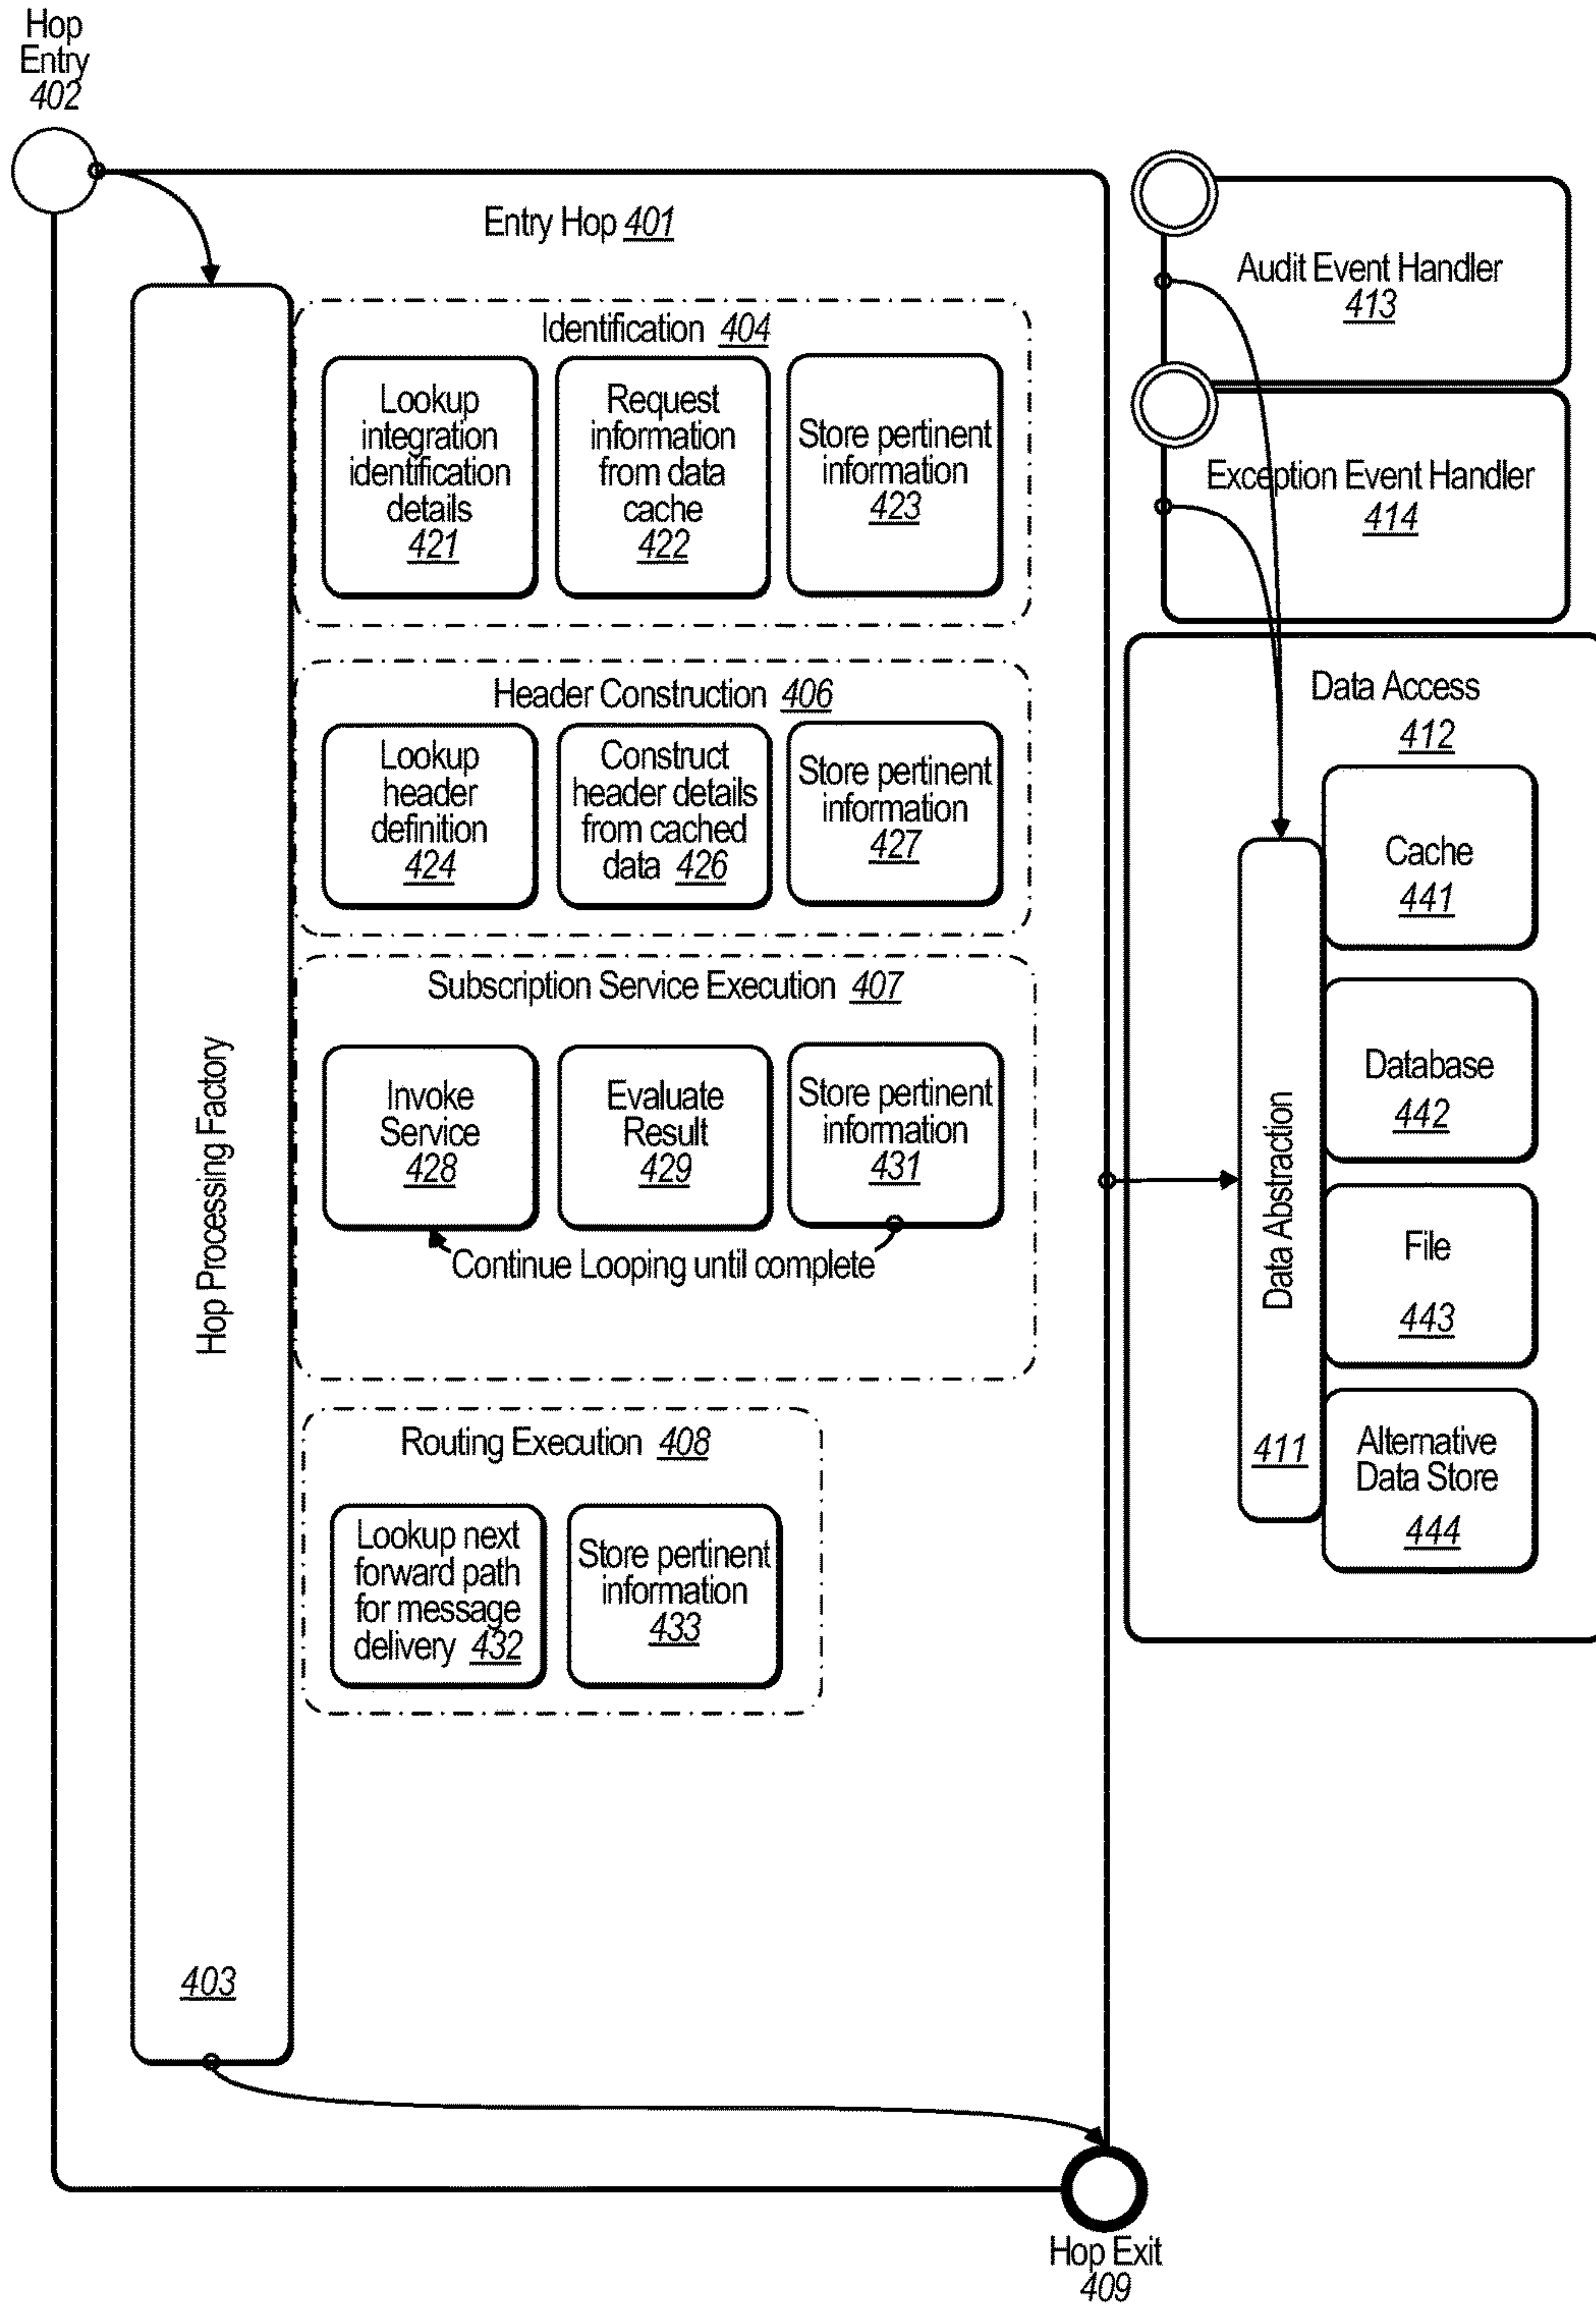 Hop
Entry
402
Entry Hop 401
Hop Processing Factory
403
Identification 404
Lookup
integration
identification
details
421
Request
information
from data
cache
422
Store pertinent
information
423
Header Construction 406
Lookup
header
definition
424
Construct
header details
from cached
data 426
Store pertinent
information
427
Subscription Service Execution 407
Invoke
Service
428
Evaluate
Result
429
Store pertinent
information
431
Continue Looping until complete
Routing Execution 408
Lookup next
forward path
for message
delivery 432
Store pertinent
information
433
Hop Exit
409
Audit Event Handler
413
Exception Event Handler
414
Data Access
412
Data Abstraction
411
Cache
441
Database
442
File
443
Alternative
Data Store
444